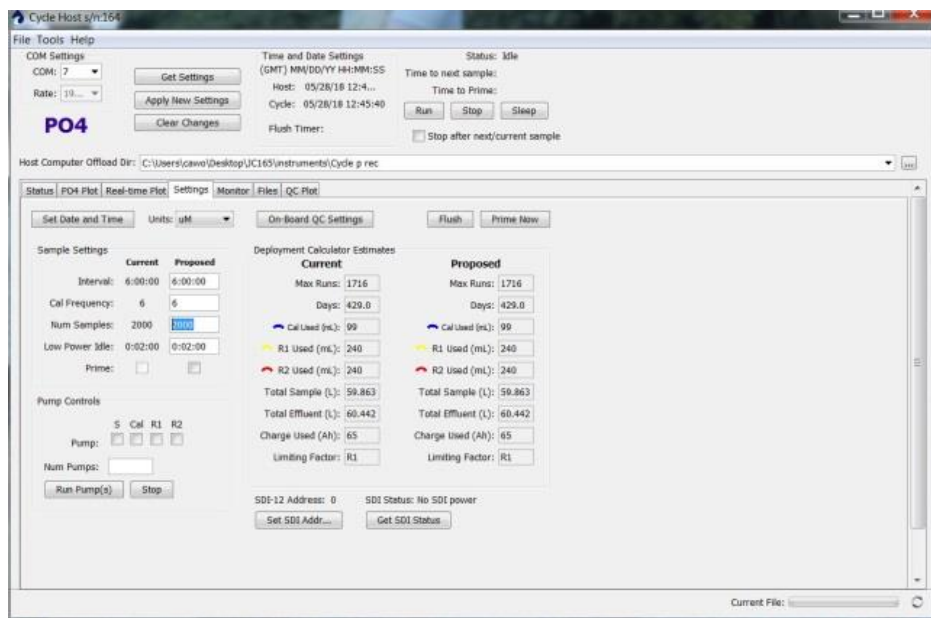 Cycle Host s/n:164
File Tools Help
COM Settings
COM: 7
Rate: 19...
PO4
Get Settings
Apply New Settings
Clear Changes
Time and Date Settings
(GMT) MM/DD/YY HH:MM:SS
Host: 05/28/18 12:4...
Cycle: 05/28/18 12:45:40
Flush Timer:
Status: Idle
Time to next sample:
Time to Prime:
Run Stop Sleep
Stop after next/current sample
Host Computer Offload Dir: C:\Users\cawo\Desktop\JC165\instruments\Cycle p rec
...
Status PO4 Plot Real-time Plot Settings Monitor Files QC Plot
Set Date and Time Units: uM On-Board QC Settings Flush Prime Now
Sample Settings
Current Proposed
Interval: 6:00:00 6:00:00
Cal Frequency: 6 6
Num Samples: 2000 2000
Low Power Idle: 0:02:00 0:02:00
Prime:
Pump Controls
S Cal R1 R2
Pump:
Num Pumps:
Run Pump(s) Stop
Deployment Calculator Estimates
Current Proposed
Max Runs: 1716 Max Runs: 1716
Days: 429.0 Days: 429.0
Cal Used (mL): 99 Cal Used (mL): 99
R1 Used (mL): 240 R1 Used (mL): 240
R2 Used (mL): 240 R2 Used (mL): 240
Total Sample (L): 59.863 Total Sample (L): 59.863
Total Effluent (L): 60.442 Total Effluent (L): 60.442
Charge Used (Ah): 65 Charge Used (Ah): 65
Limiting Factor: R1 Limiting Factor: R1
SDI-12 Address: 0 SDI Status: No SDI power
Set SDI Addr... Get SDI Status
Current File: